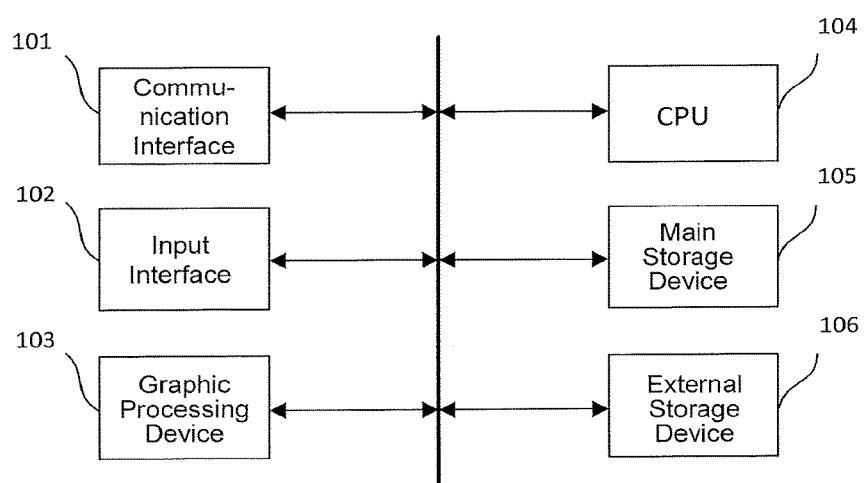 101
Commu-
nication
Interface
104
CPU
102
Input
Interface
105
Main
Storage
Device
103
Graphic
Processing
Device
106
External
Storage
Device